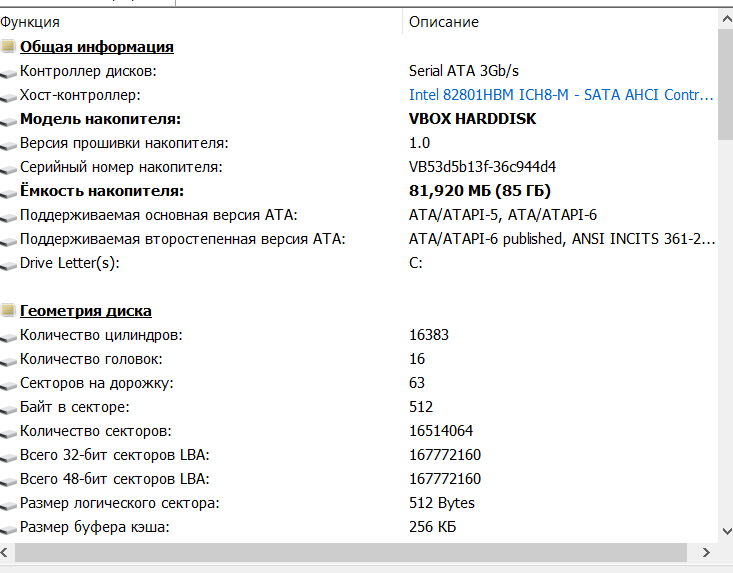 Функция Описание
Общая информация
Контроллер дисков: Serial ATA 3Gb/s
Хост-контроллер: Intel 82801HBM ICH8-M - SATA AHCI Contr...
Модель накопителя: VBOX HARDDISK
Версия прошивки накопителя: 1.0
Серийный номер накопителя: VB53d5b13f-36c944d4
Ёмкость накопителя: 81,920 МБ (85 ГБ)
Поддерживаемая основная версия ATA: ATA/ATAPI-5, ATA/ATAPI-6
Поддерживаемая второстепенная версия ATA: ATA/ATAPI-6 published, ANSI INCITS 361-2...
Drive Letter(s): C:
Геометрия диска
Количество цилиндров: 16383
Количество головок: 16
Секторов на дорожку: 63
Байт в секторе: 512
Количество секторов: 16514064
Всего 32-бит секторов LBA: 167772160
Всего 48-бит секторов LBA: 167772160
Размер логического сектора: 512 Bytes
Размер буфера кэша: 256 КБ